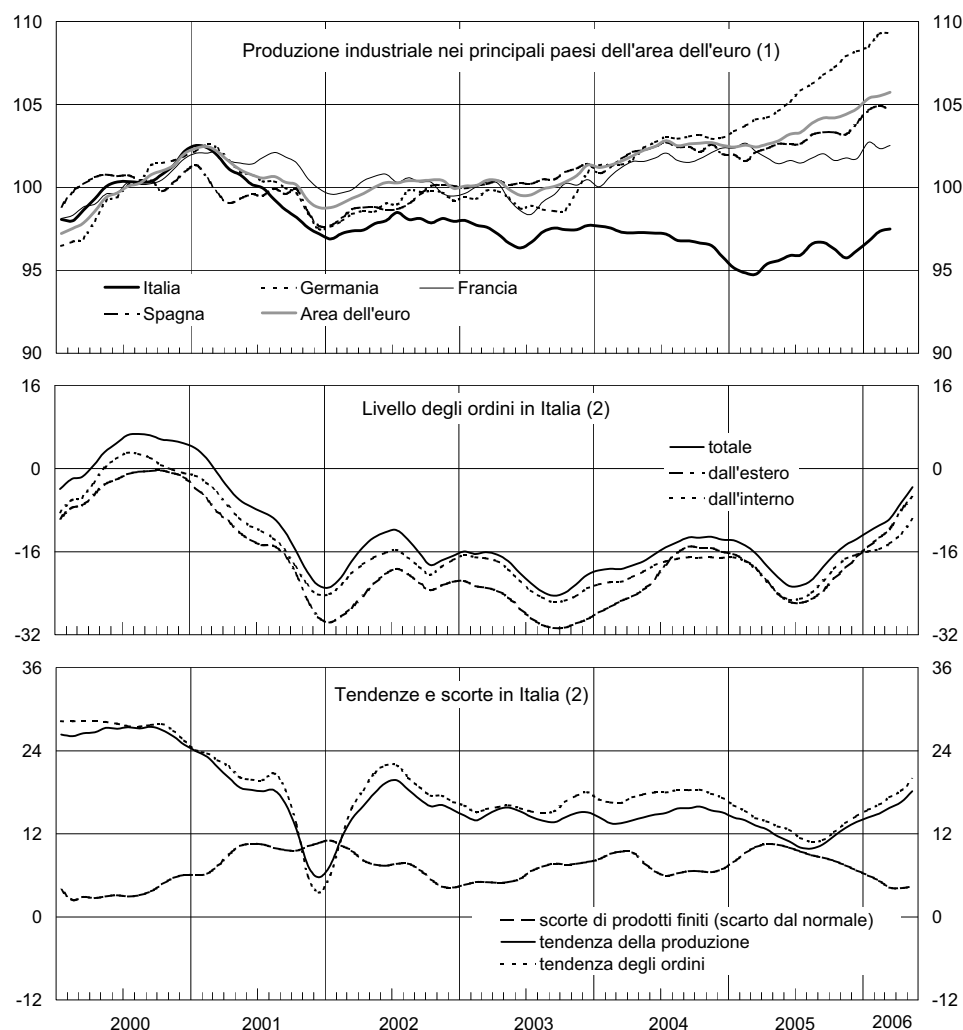 110 110
Produzione industriale nei principali paesi dell'area dell'euro (1)
105 105
100 100
95 95
Italia Germania Francia
Spagna Area dell'euro
90 90
16 16
Livello degli ordini in Italia (2)
totale
0 0
dall'estero
dall'interno
-16 -16
-32 -32
36 36
Tendenze e scorte in Italia (2)
24 24
12 12
0 0
scorte di prodotti finiti (scarto dal normale)
tendenza della produzione
tendenza degli ordini
-12 -12
2000 2001 2002 2003 2004 2005 2006